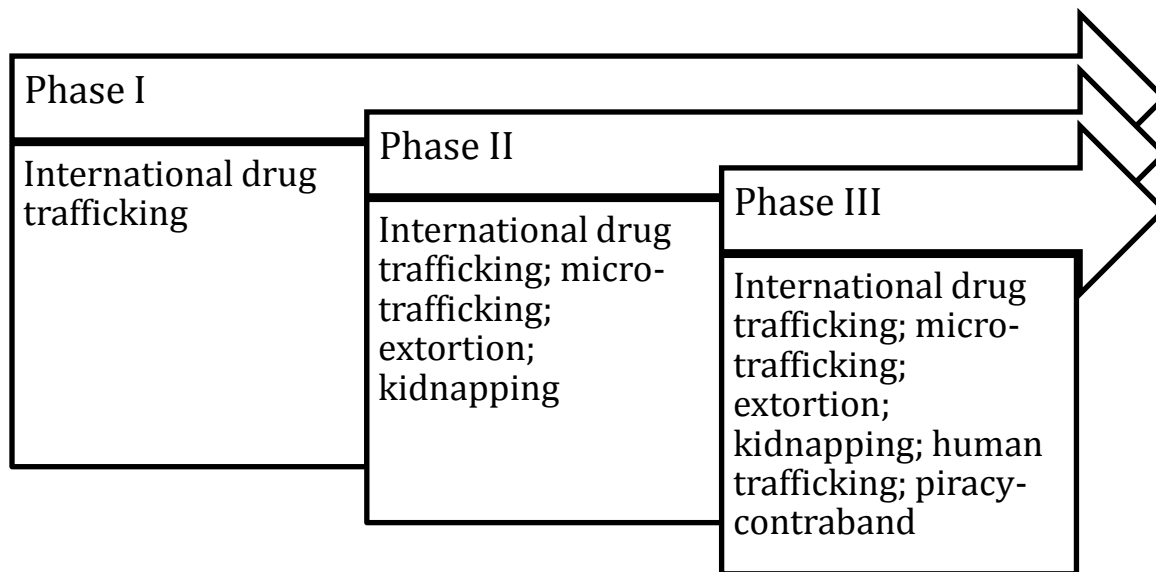 Phase I
International drug
trafficking
Phase II
International drug
trafficking; micro-
trafficking;
extortion;
kidnapping
Phase III
International drug
trafficking; micro-
trafficking;
extortion;
kidnapping; human
trafficking; piracy-
contraband